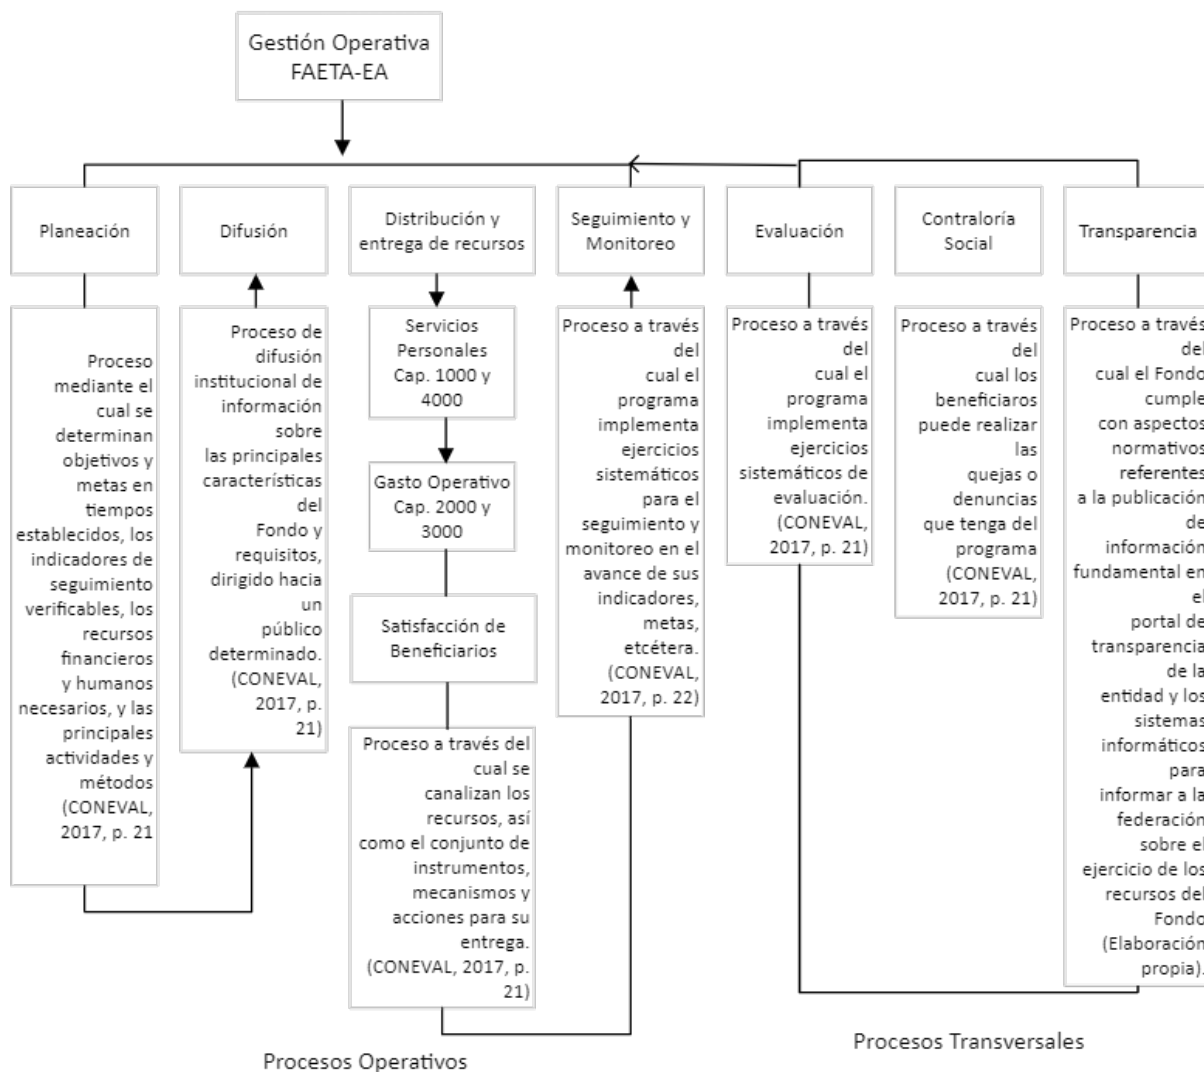 Gestión Operativa
FAETA-EA
Planeación
Difusión
Distribución y
entrega de recursos
Seguimiento y
Monitoreo
Evaluación
Contraloría
Social
Transparencia
Proceso
mediante el
cual se
determinan
objetivos y
metas en
tiempos
establecidos, los
indicadores de
seguimiento
verificables, los
recursos
financieros
y humanos
necesarios, y las
principales
actividades y
métodos
(CONEVAL,
2017, p. 21
Proceso de
difusión
institucional de
información
sobre
las principales
características
del
Fondo y
requisitos,
dirigido hacia
un
público
determinado.
(CONEVAL,
2017, p.
21)
Servicios
Personales
Cap. 1000 y
4000
Gasto Operativo
Cap. 2000 y
3000
Satisfacción de
Beneficiarios
Proceso a través del
cual se
canalizan los
recursos, así
como el conjunto de
instrumentos,
mecanismos y
acciones para su
entrega.
(CONEVAL, 2017, p.
21)
Proceso a través
del
cual el
programa
implementa
ejercicios
sistemáticos
para el
seguimiento y
monitoreo en el
avance de sus
indicadores,
metas,
etcétera.
(CONEVAL,
2017, p. 22)
Proceso a través
del
cual el
programa
implementa
ejercicios
sistemáticos de
evaluación.
(CONEVAL,
2017, p. 21)
Proceso a través
del
cual los
beneficiaros
puede realizar
las
quejas o
denuncias
que tenga del
programa
(CONEVAL,
2017, p. 21)
Proceso a través
del
cual el Fondo
cumple
con aspectos
normativos
referentes
a la publicación
de
información
fundamental en
el
portal de
transparencia
de la
entidad y los
sistemas
informáticos
para
informar a la
federación
sobre el
ejercicio de los
recursos del
Fondo
(Elaboración
propia).
Procesos Operativos
Procesos Transversales